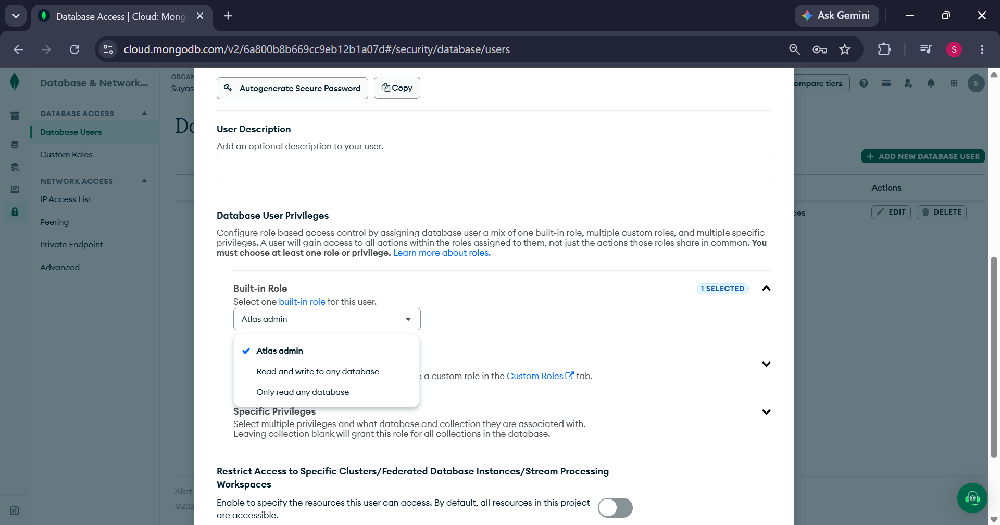 Database Access | Cloud: Mong
Ask Gemini
cloud.mongodb.com/v2/6a800b8b669cc9eb12b1a07d#/security/database/users
S
Database & Network...
ORGAN
Suyas
ompare tiers
S
DATABASE ACCESS
Database Users
Custom Roles
NETWORK ACCESS
IP Access List
Peering
Private Endpoint
Advanced
Da
ADD NEW DATABASE USER
Actions
ces
EDIT
DELETE
Alert
©202
Autogenerate Secure Password
Copy
User Description
Add an optional description to your user.
Database User Privileges
Configure role based access control by assigning database user a mix of one built-in role, multiple custom roles, and multiple specific
privileges. A user will gain access to all actions within the roles assigned to them, not just the actions those roles share in common. You
must choose at least one role or privilege. Learn more about roles.
Built-in Role
1 SELECTED
Select one built-in role for this user.
Atlas admin
Atlas admin
Read and write to any database
Only read any database
a custom role in the Custom Roles tab.
Specific Privileges
Select multiple privileges and what database and collection they are associated with.
Leaving collection blank will grant this role for all collections in the database.
Restrict Access to Specific Clusters/Federated Database Instances/Stream Processing
Workspaces
Enable to specify the resources this user can access. By default, all resources in this project
are accessible.